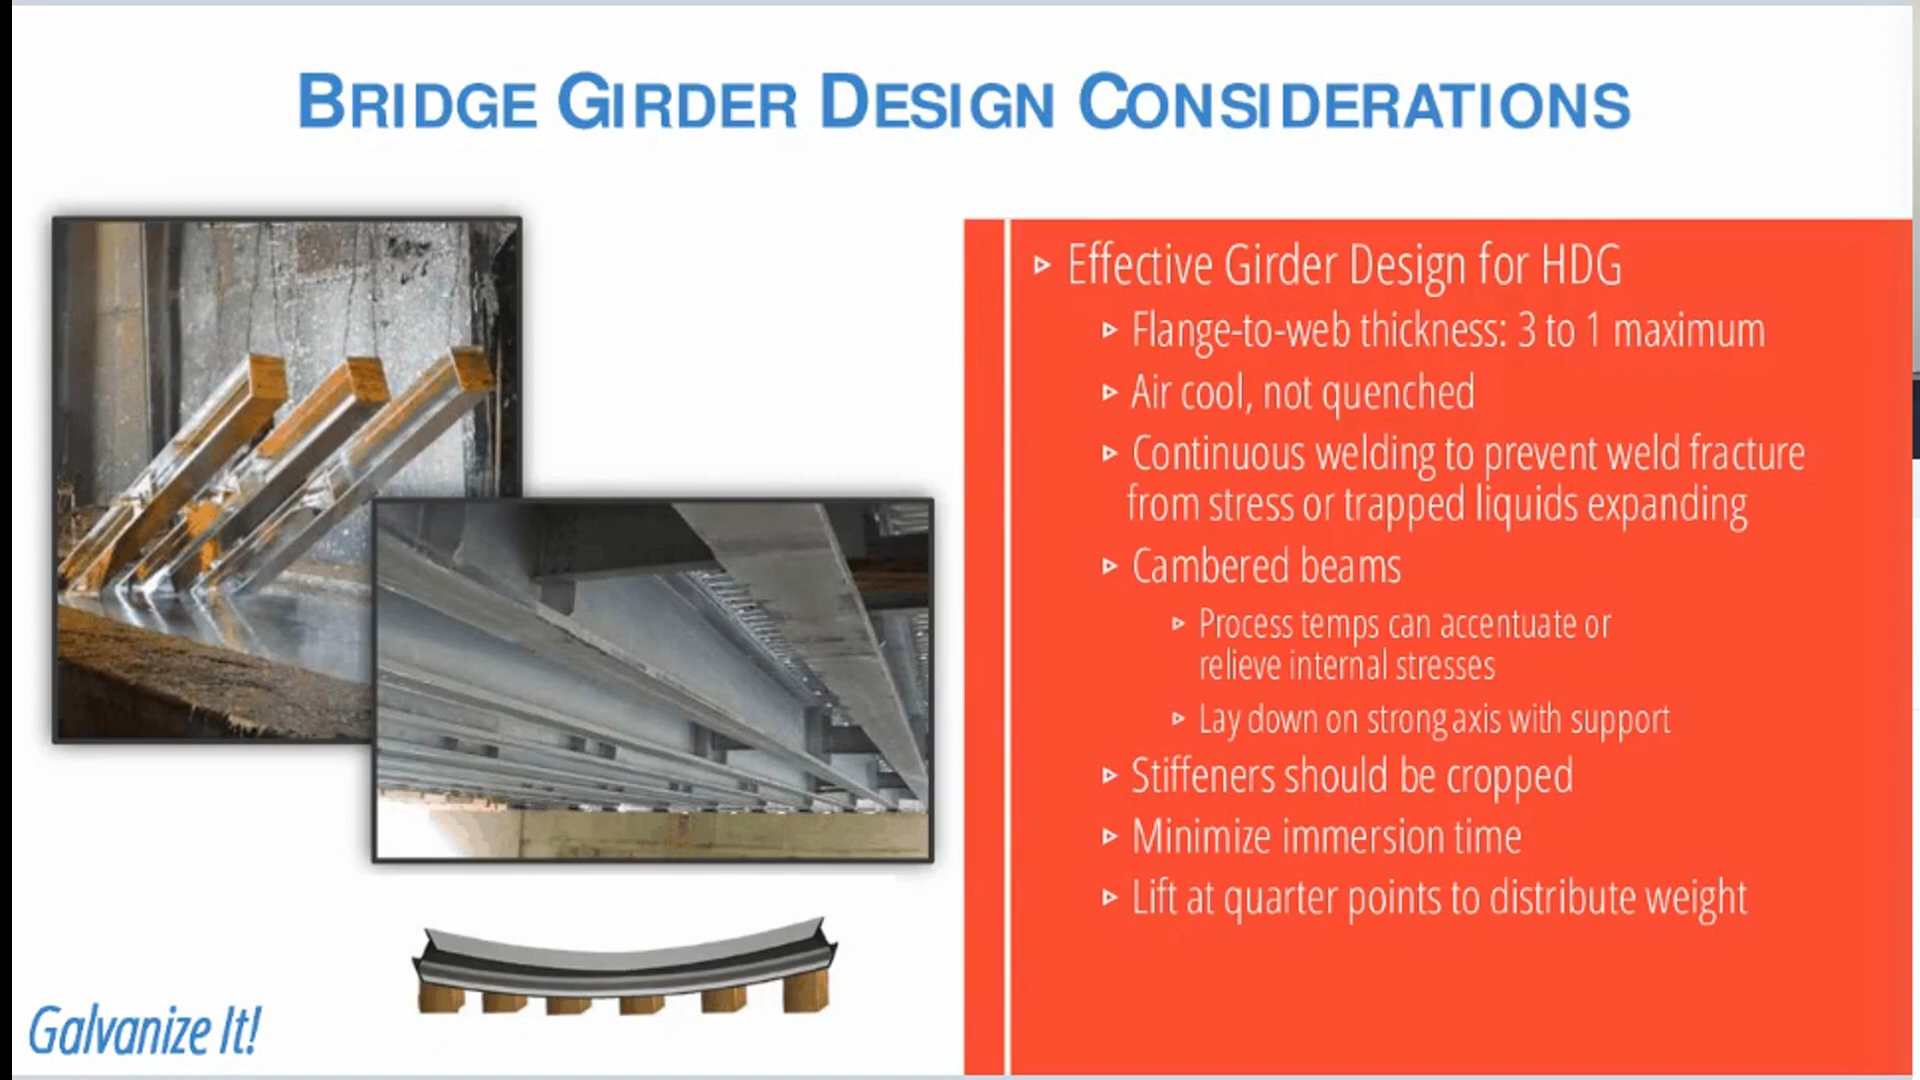 BRIDGE GIRDER DESIGN CONSIDERATIONS
Effective Girder Design for HDG
Flange-to-web thickness: 3 to 1 maximum
Air cool, not quenched
Continuous welding to prevent weld fracture
from stress or trapped liquids expanding
Cambered beams
Process temps can accentuate or
relieve internal stresses
Lay down on strong axis with support
Stiffeners should be cropped
Minimize immersion time
Lift at quarter points to distribute weight
Galvanize It!